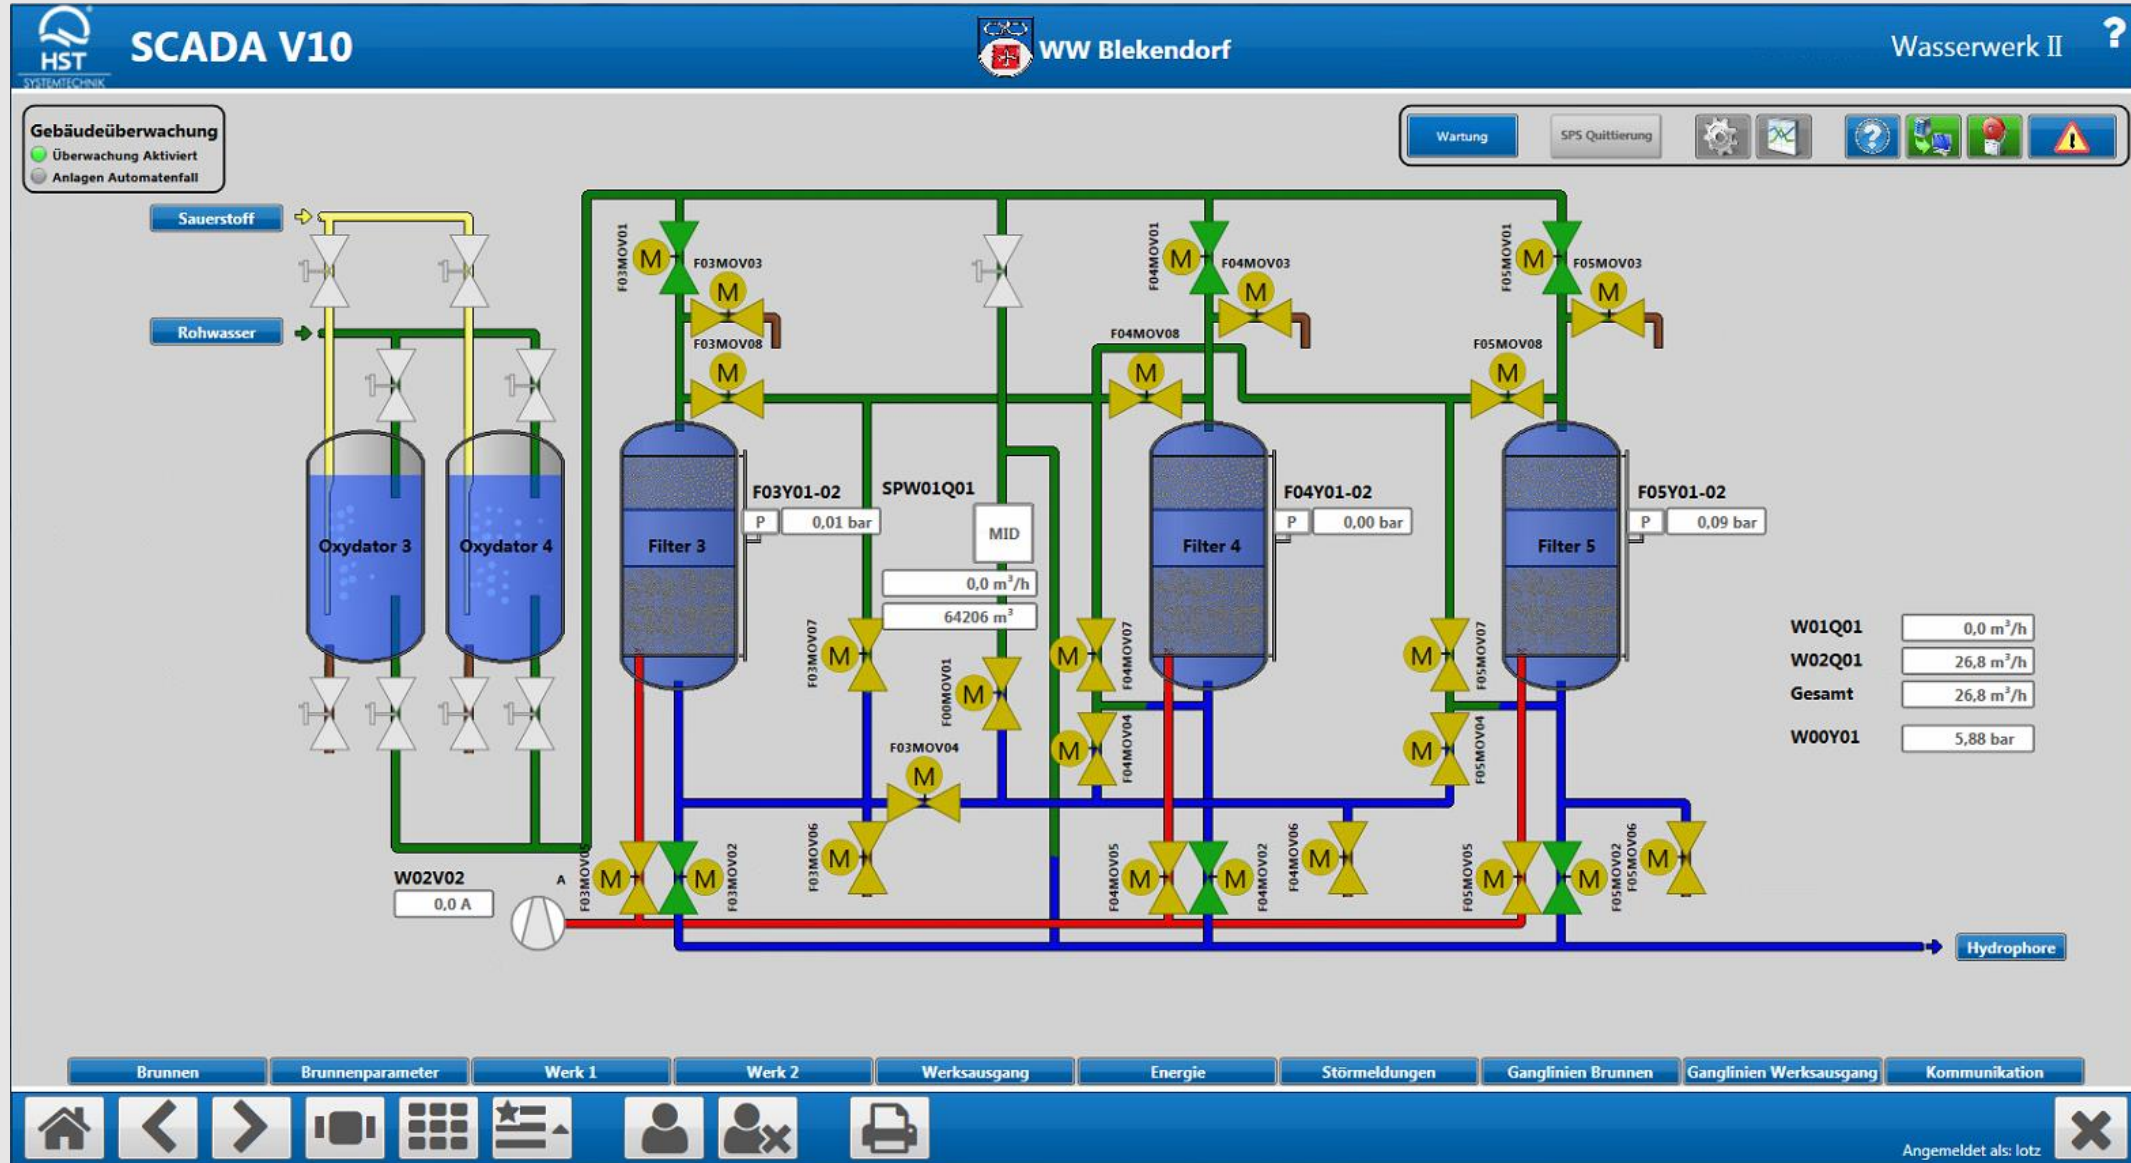 HST
SYSTEMTECHNIK
SCADA V10
WW Blekendorf
Wasserwerk II
?
Gebäudeüberwachung
Überwachung Aktiviert
Anlagen Automatenfall
Wartung
SPS Quittierung
?
!
Sauerstoff
Rohwasser
F03MOV01
M
F03MOV03
M
F03MOV08
M
F04MOV01
M
F04MOV03
M
F04MOV08
M
F05MOV01
M
F05MOV03
M
F05MOV08
M
Oxydator 3
Oxydator 4
Filter 3
F03Y01-02
P 0,01 bar
SPW01Q01
MID
0,0 m³/h
64206 m³
Filter 4
F04Y01-02
P 0,00 bar
Filter 5
F05Y01-02
P 0,09 bar
F03MOV07
M
F00MOV01
M
F04MOV07
M
F04MOV04
M
F05MOV07
M
F05MOV04
M
W01Q01 0,0 m³/h
W02Q01 26,8 m³/h
Gesamt 26,8 m³/h
W00Y01 5,88 bar
F03MOV04
M
W02V02
0,0 A
A
F03MOV05
M
M
F03MOV02
F03MOV06
M
F04MOV05
M
M
F04MOV02
F04MOV06
M
F05MOV05
M
M
F05MOV02
F05MOV06
M
Hydrophore
Brunnen
Brunnenparameter
Werk 1
Werk 2
Werksausgang
Energie
Störmeldungen
Ganglinien Brunnen
Ganglinien Werksausgang
Kommunikation
Angemeldet als: lotz